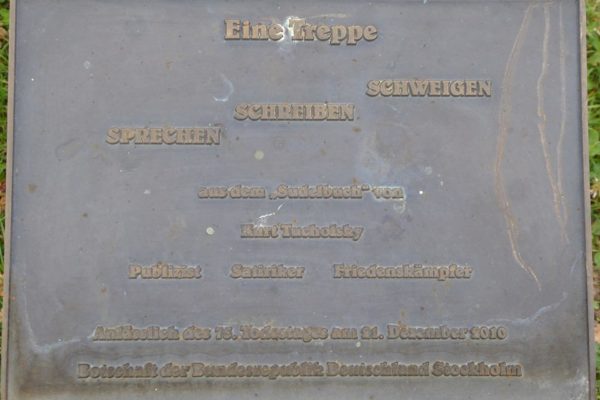 Eine Treppe
SCHWEIGEN
SCHREIBEN
SPRECHEN
aus dem „Sudelbuch“ von
Kurt Tucholsky
Publizist Satiriker Friedenskämpfer
Anlässlich des 75. Todestages am 21. Dezember 2010
Botschaft der Bundesrepublik Deutschland Stockholm